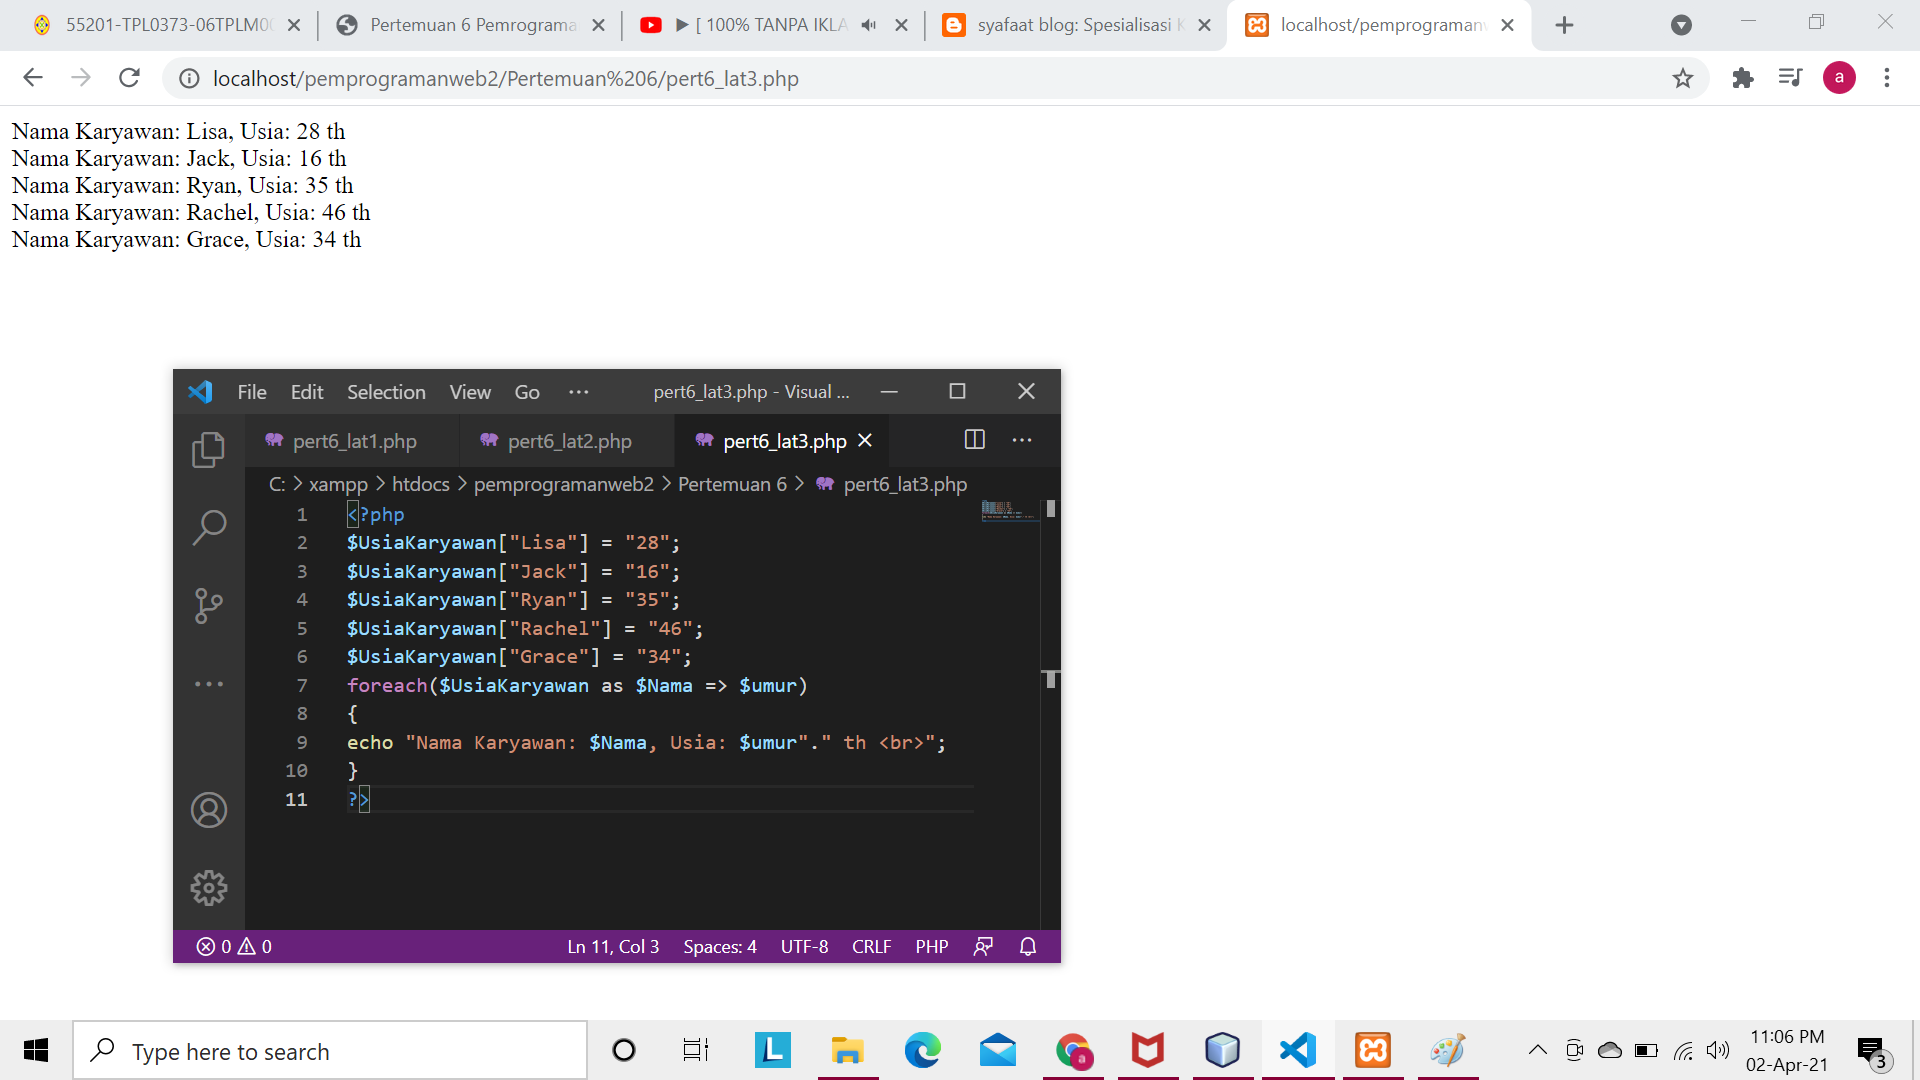 55201-TPL0373-06TPLM00
Pertemuan 6 Pemrograma
[ 100% TANPA IKLA
syafaat blog: Spesialisasi K
localhost/pemprogramanw
localhost/pemprogramanweb2/Pertemuan%206/pert6_lat3.php
a
Nama Karyawan: Lisa, Usia: 28 th
Nama Karyawan: Jack, Usia: 16 th
Nama Karyawan: Ryan, Usia: 35 th
Nama Karyawan: Rachel, Usia: 46 th
Nama Karyawan: Grace, Usia: 34 th
File Edit Selection View Go ··· pert6_lat3.php - Visual ...
pert6_lat1.php pert6_lat2.php pert6_lat3.php
C: > xampp > htdocs > pemprogramanweb2 > Pertemuan 6 > pert6_lat3.php
1 <?php
2 $UsiaKaryawan["Lisa"] = "28";
3 $UsiaKaryawan["Jack"] = "16";
4 $UsiaKaryawan["Ryan"] = "35";
5 $UsiaKaryawan["Rachel"] = "46";
6 $UsiaKaryawan["Grace"] = "34";
7 foreach($UsiaKaryawan as $Nama => $umur)
8 {
9 echo "Nama Karyawan: $Nama, Usia: $umur"." th <br>";
10 }
11 ?>
0 0 Ln 11, Col 3 Spaces: 4 UTF-8 CRLF PHP
Type here to search
L
a
11:06 PM
02-Apr-21
3